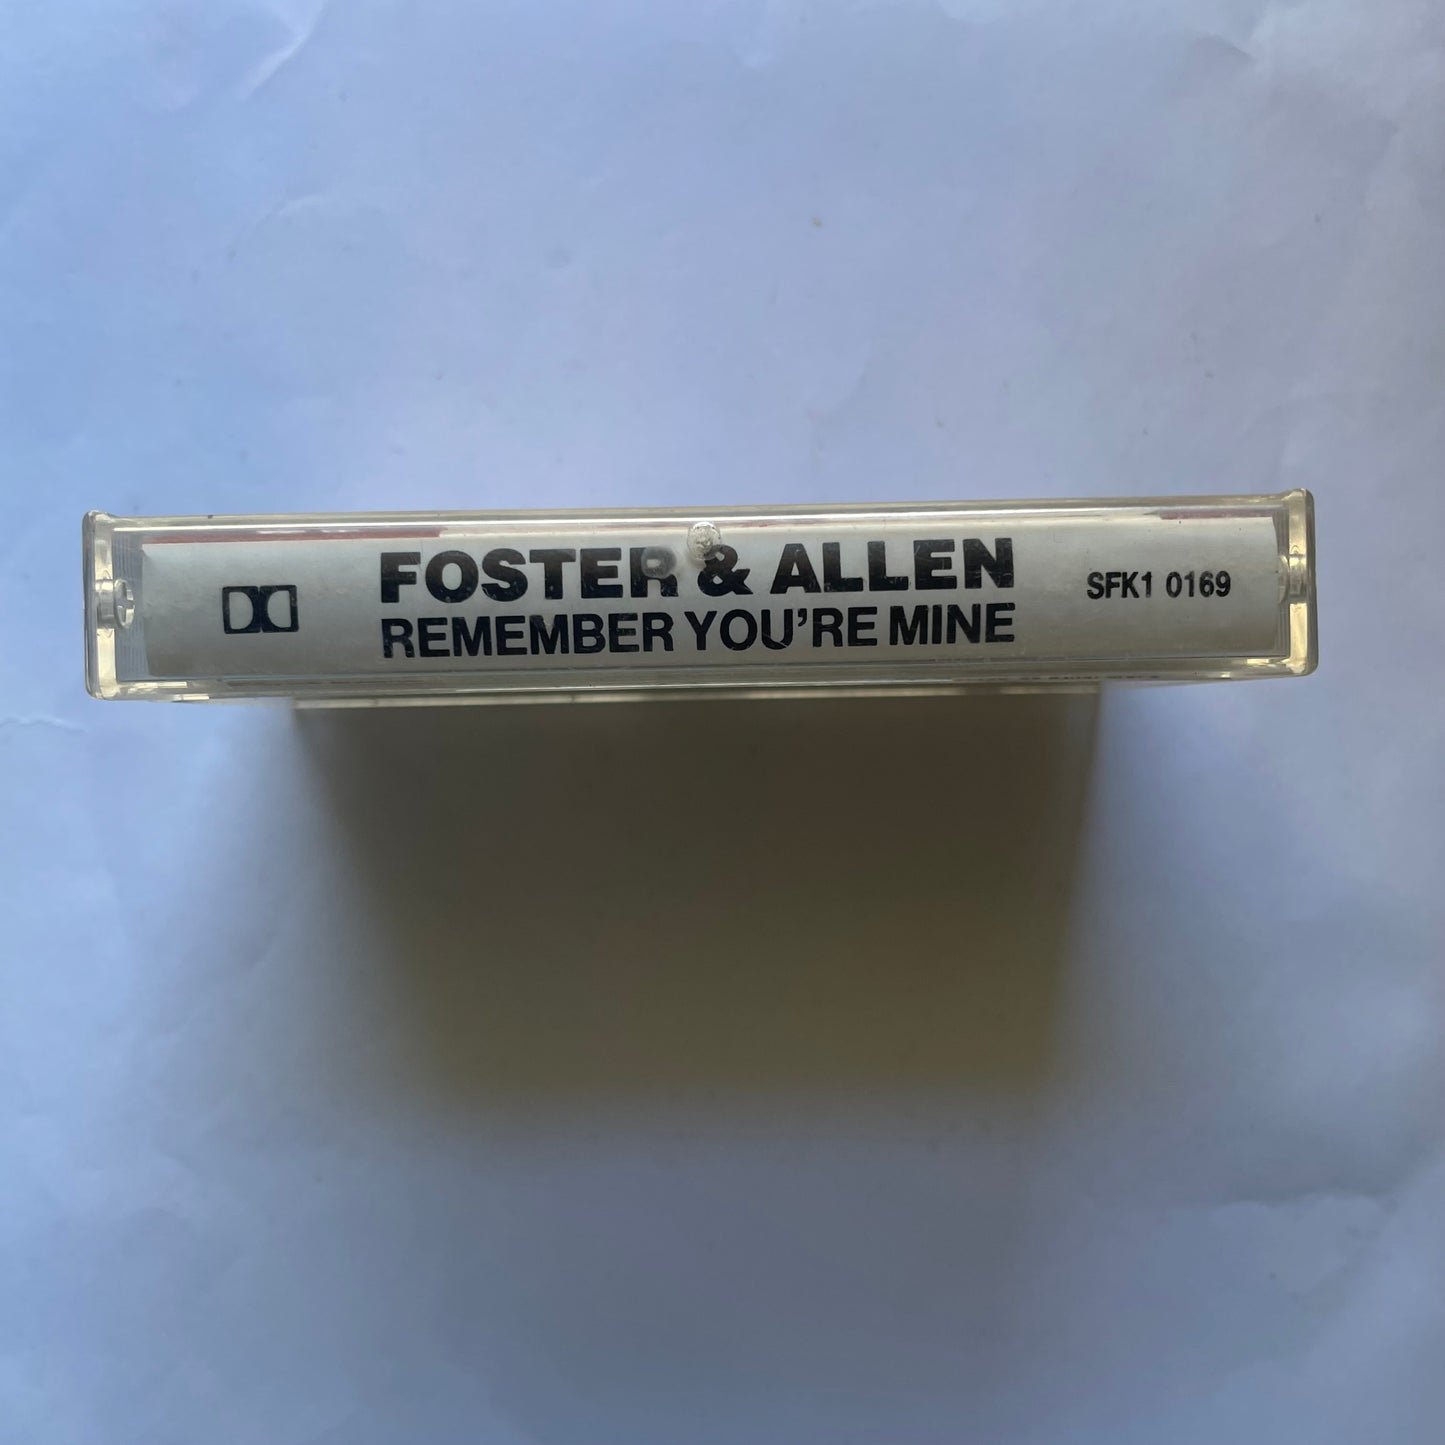 FOSTER & ALLEN
REMEMBER YOU'RE MINE
SFK1 0169